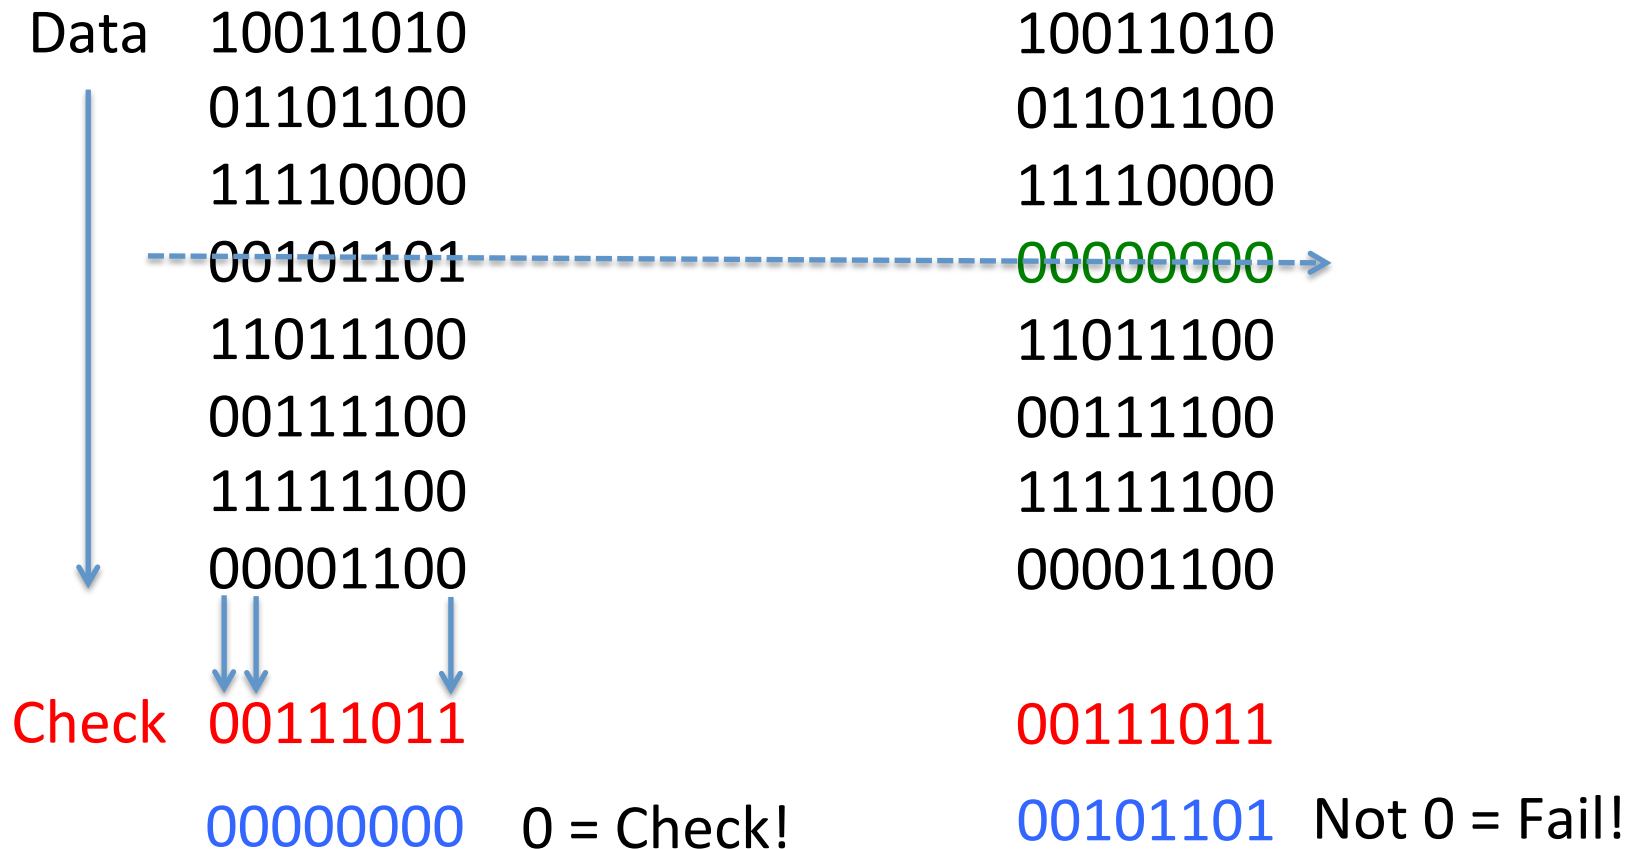 Data 10011010 10011010
01101100 01101100
11110000 11110000
00101101 00000000
11011100 11011100
00111100 00111100
11111100 11111100
00001100 00001100
Check 00111011 00111011
00000000 0 = Check! 00101101 Not 0 = Fail!